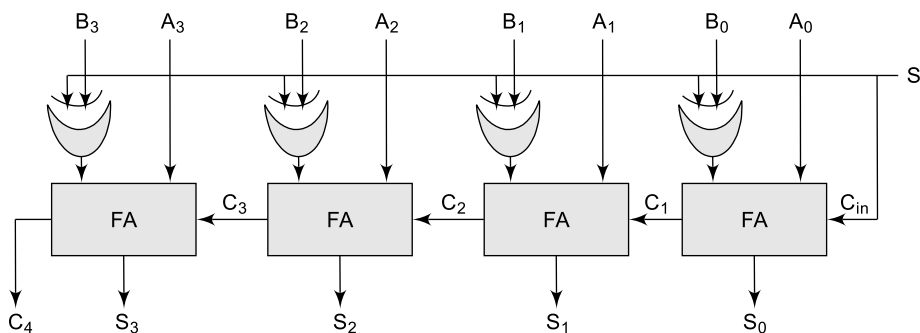 B₃ A₃ B₂ A₂ B₁ A₁ B₀ A₀
S
C₃ C₂ C₁ C_in
FA FA FA FA
C₄ S₃ S₂ S₁ S₀